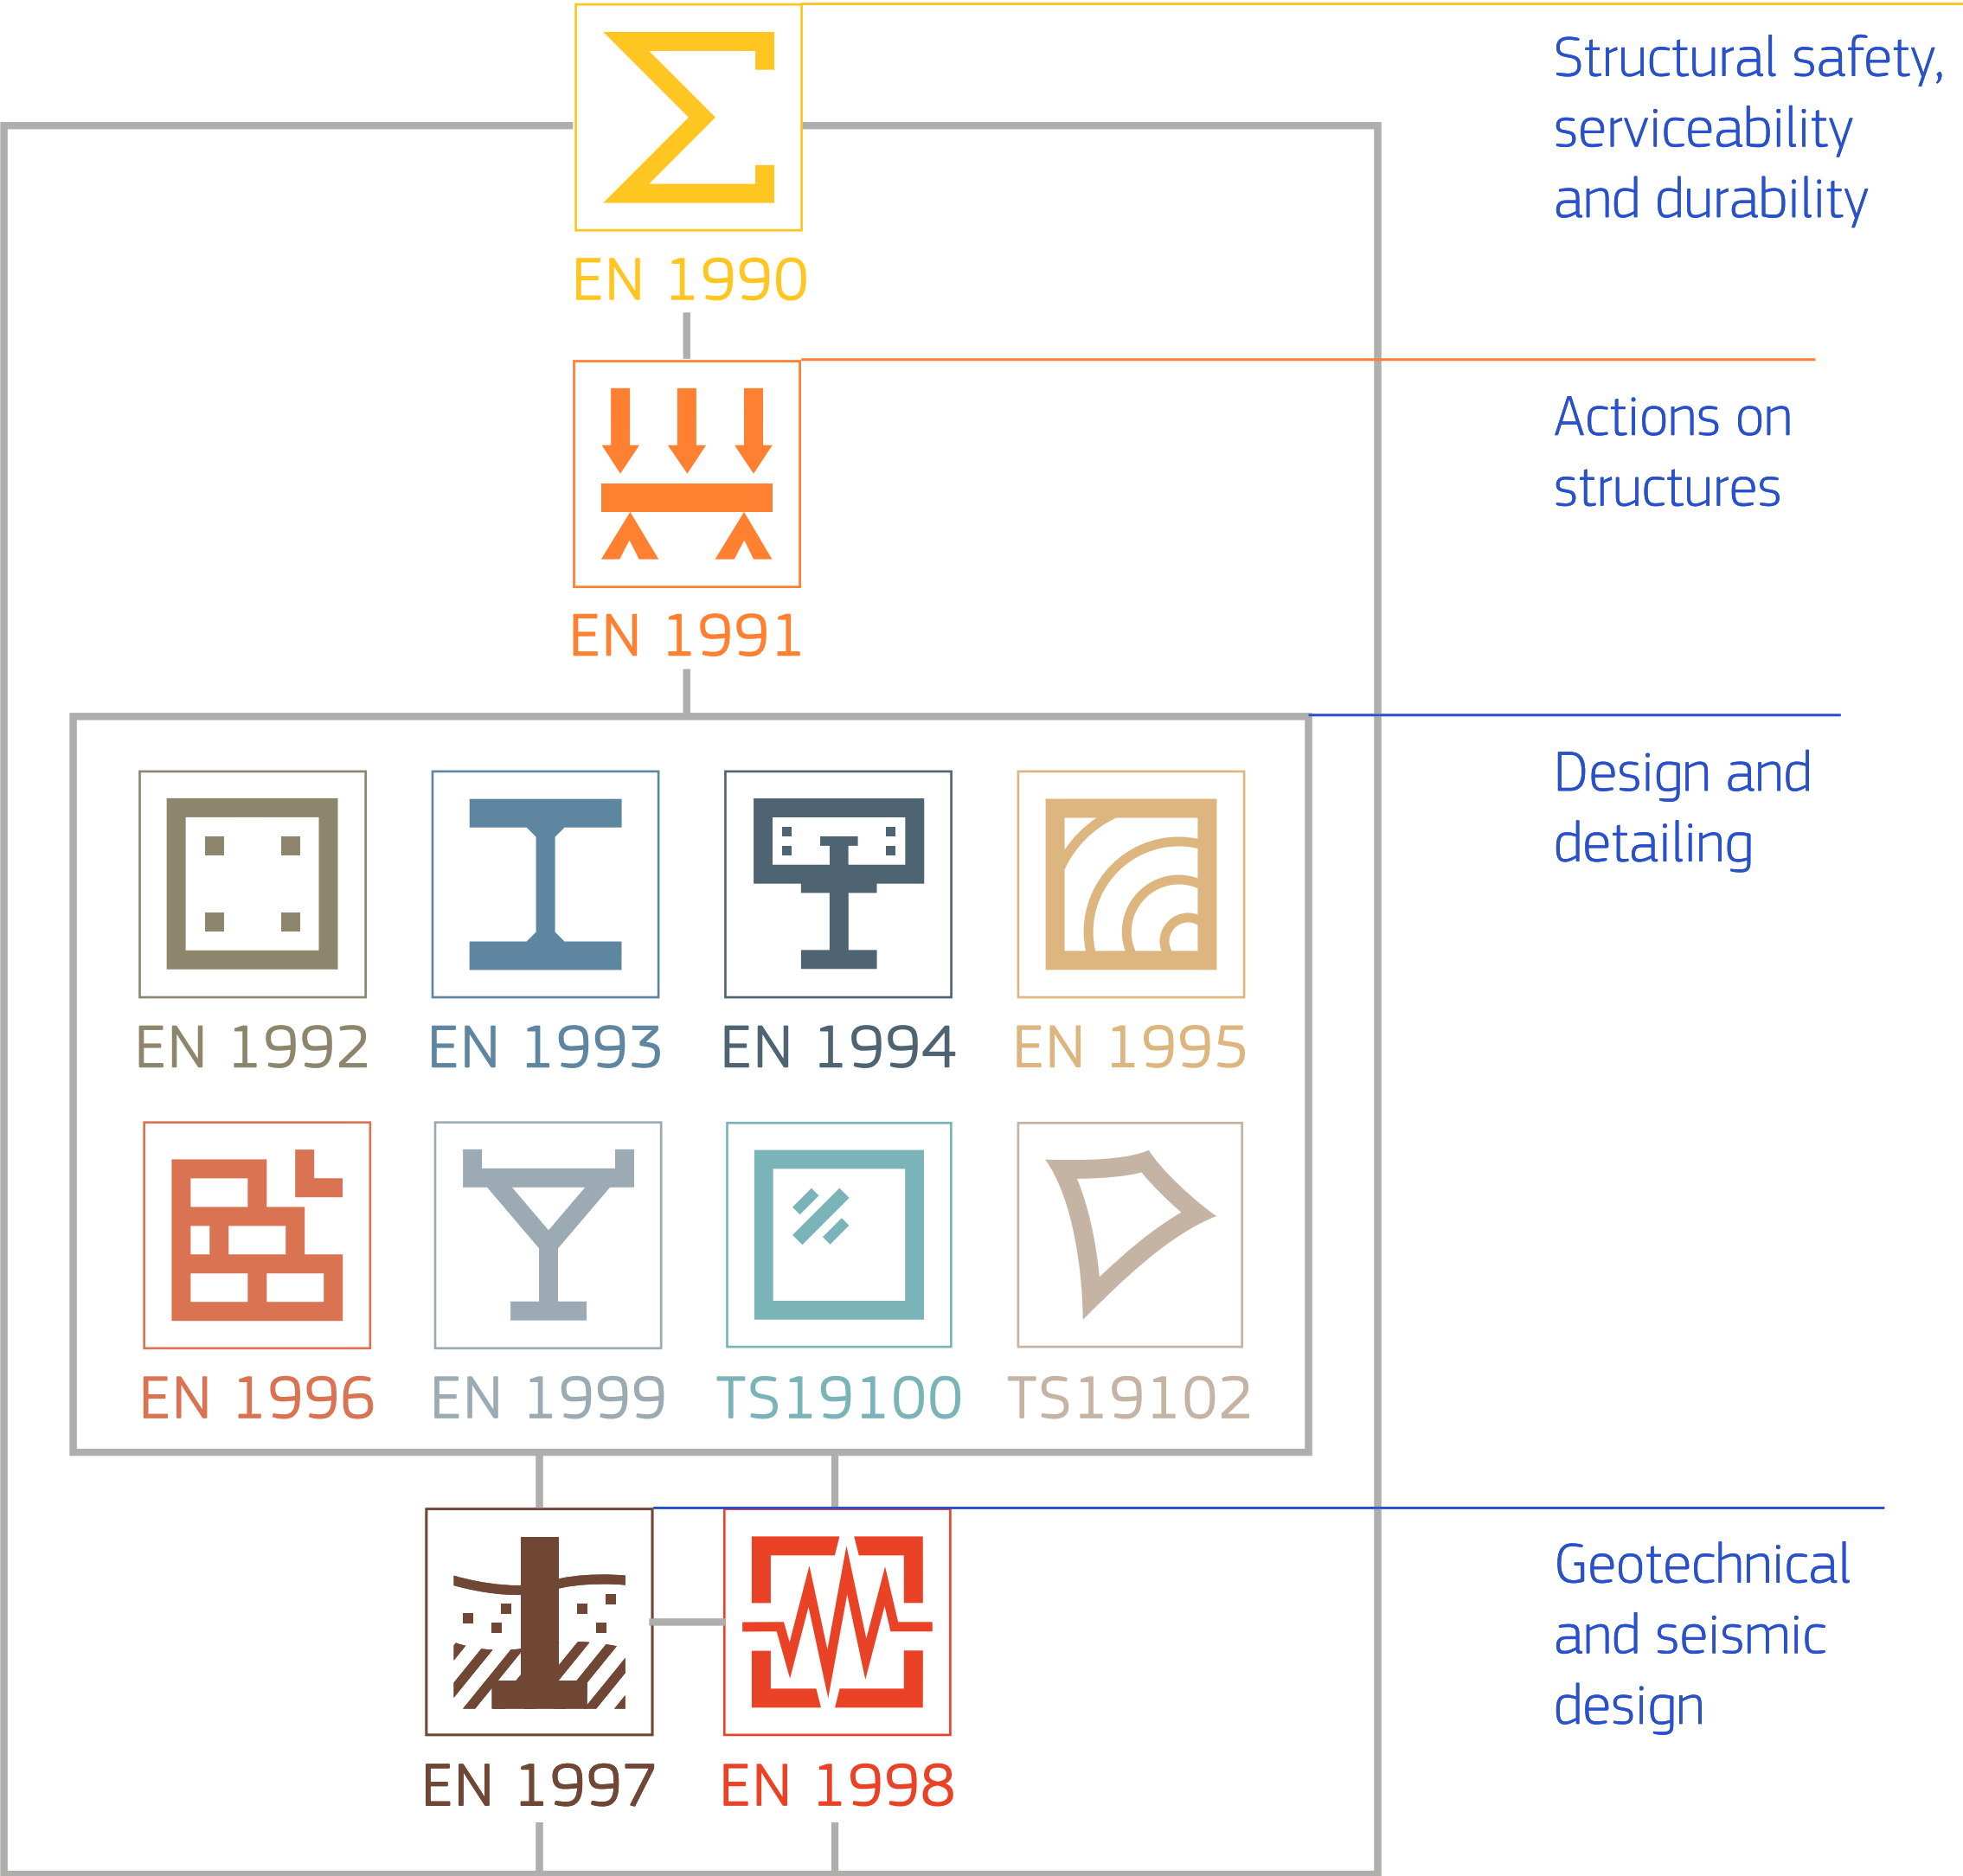 Structural safety,
serviceability
and durability
EN 1990
Actions on
structures
EN 1991
Design and
detailing
EN 1992 EN 1993 EN 1994 EN 1995
EN 1996 EN 1999 TS19100 TS19102
Geotechnical
and seismic
design
EN 1997 EN 1998